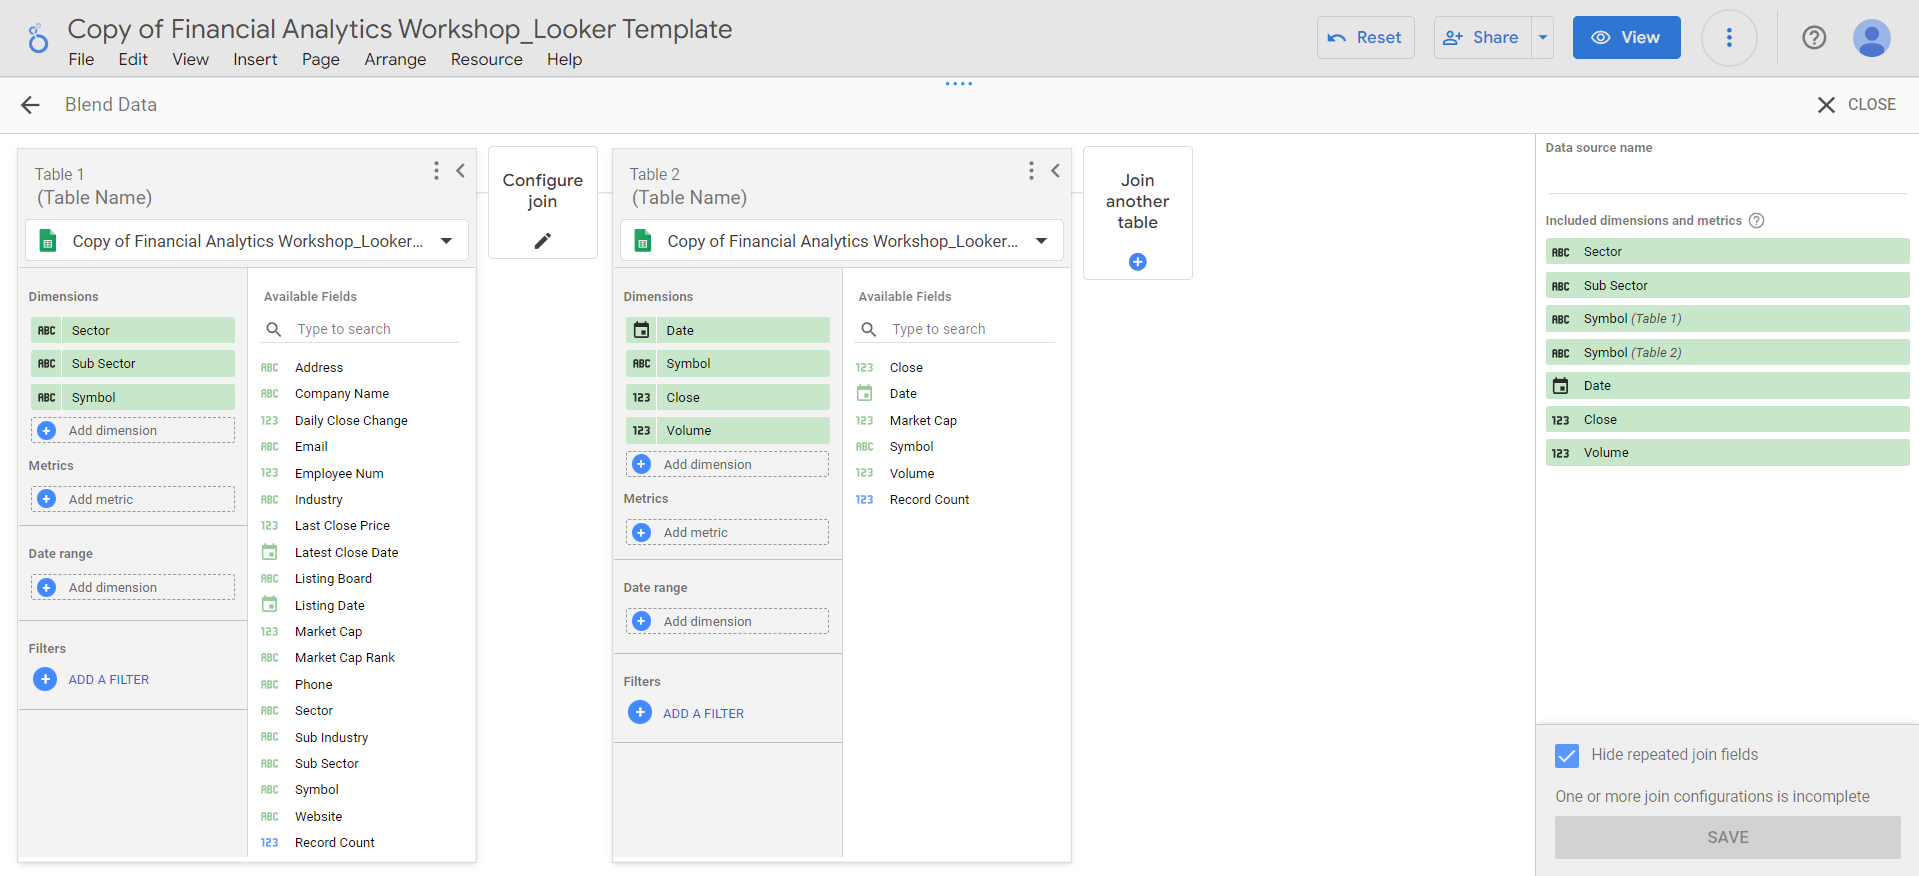 Copy of Financial Analytics Workshop_Looker Template
File Edit View Insert Page Arrange Resource Help
Reset
Share
View
Blend Data
CLOSE
Table 1
(Table Name)
Copy of Financial Analytics Workshop_Looker...
Dimensions
ABC Sector
ABC Sub Sector
ABC Symbol
Add dimension
Metrics
Add metric
Date range
Add dimension
Filters
ADD A FILTER
Available Fields
Type to search
ABC Address
ABC Company Name
123 Daily Close Change
ABC Email
123 Employee Num
ABC Industry
123 Last Close Price
Latest Close Date
ABC Listing Board
Listing Date
123 Market Cap
ABC Market Cap Rank
ABC Phone
ABC Sector
ABC Sub Industry
ABC Sub Sector
ABC Symbol
ABC Website
123 Record Count
Configure
join
Table 2
(Table Name)
Copy of Financial Analytics Workshop_Looker...
Dimensions
Date
ABC Symbol
123 Close
123 Volume
Add dimension
Metrics
Add metric
Date range
Add dimension
Filters
ADD A FILTER
Available Fields
Type to search
123 Close
Date
123 Market Cap
ABC Symbol
123 Volume
123 Record Count
Join
another
table
Data source name
Included dimensions and metrics
ABC Sector
ABC Sub Sector
ABC Symbol (Table 1)
ABC Symbol (Table 2)
Date
123 Close
123 Volume
Hide repeated join fields
One or more join configurations is incomplete
SAVE